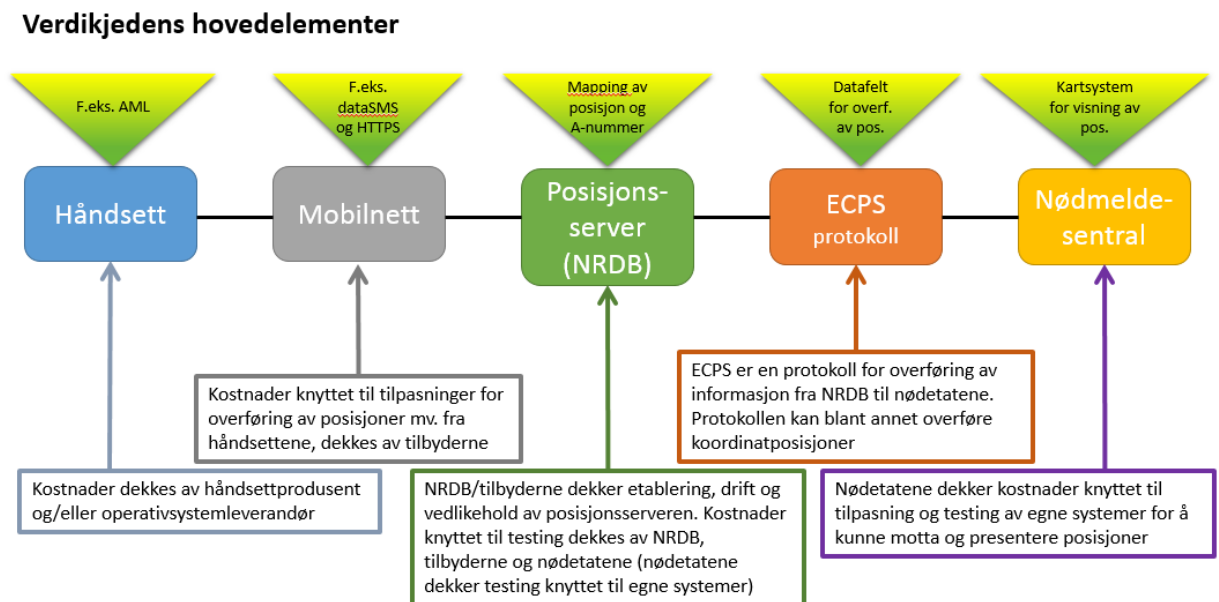 Verdikjedens hovedelementer
F.eks. AML
F.eks.
dataSMS
og HTTPS
Mapping av
posisjon og
A-nummer
Datafelt
for overf.
av pos.
Kartsystem
for visning av
pos.
Håndsett
Mobilnett
Posisjons-
server
(NRDB)
ECPS
protokoll
Nødmelde-
sentral
Kostnader knyttet til tilpasninger for
overføring av posisjoner mv. fra
håndsettene, dekkes av tilbyderne
ECPS er en protokoll for overføring av
informasjon fra NRDB til nødetatene.
Protokollen kan blant annet overføre
koordinatposisjoner
Kostnader dekkes av håndsettprodusent
og/eller operativsystemleverandør
NRDB/tilbyderne dekker etablering, drift og
vedlikehold av posisjonsserveren. Kostnader
knyttet til testing dekkes av NRDB,
tilbyderne og nødetatene (nødetatene
dekker testing knyttet til egne systemer)
Nødetatene dekker kostnader knyttet til
tilpasning og testing av egne systemer for å
kunne motta og presentere posisjoner